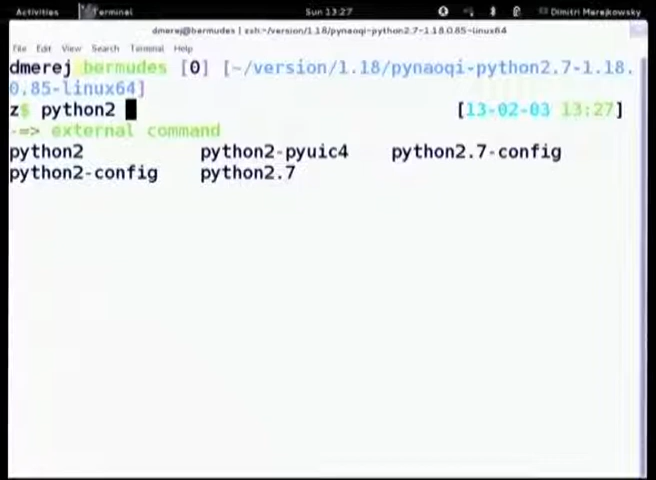 Activities Terminal Sun 13:27 Dimitri Merejkowsky
dmerej@bermudes | zsh:~/version/1.18/pynaoqi-python2.7-1.18.0.85-linux64
File Edit View Search Terminal Help
dmerej bermudes [0] [~/version/1.18/pynaoqi-python2.7-1.18.
0.85-linux64]
z$ python2 [13-02-03 13:27]
-=> external command
python2 python2-pyuic4 python2.7-config
python2-config python2.7